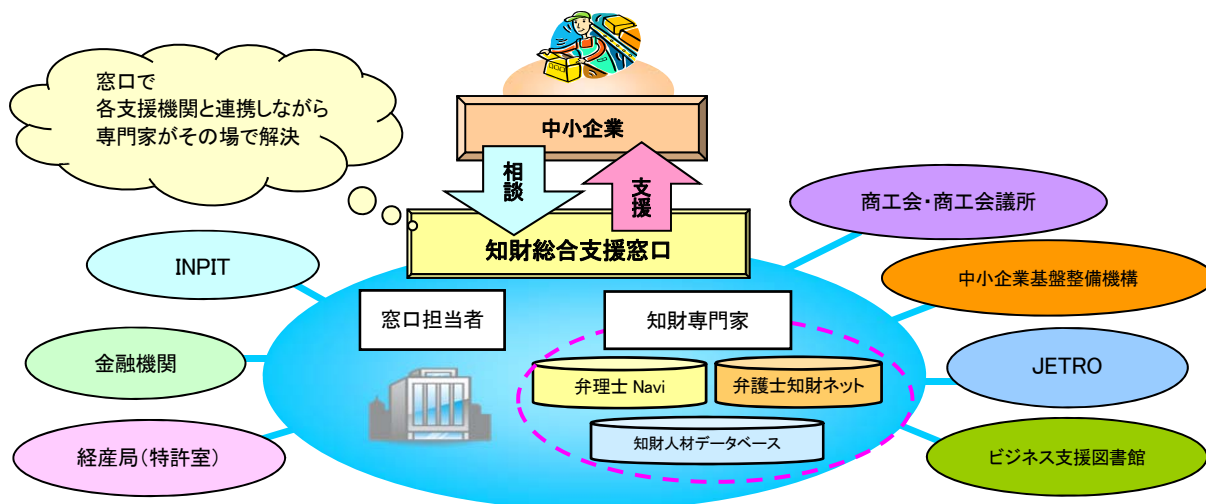 窓口で
各支援機関と連携しながら
専門家がその場で解決
中小企業
相談
支援
知財総合支援窓口
商工会・商工会議所
INPIT
中小企業基盤整備機構
窓口担当者
知財専門家
金融機関
弁理士 Navi
弁護士知財ネット
JETRO
知財人材データベース
経産局(特許室)
ビジネス支援図書館